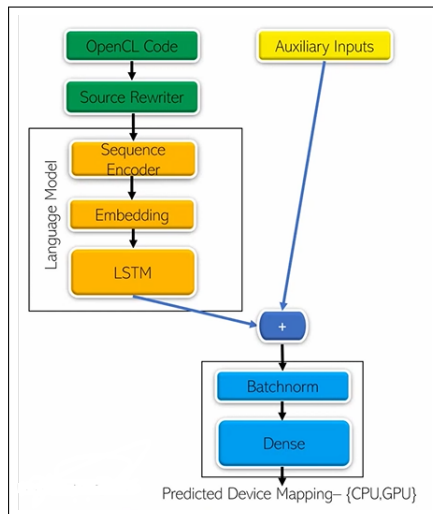 OpenCL Code
Auxiliary Inputs
Source Rewriter
Language Model
Sequence
Encoder
Embedding
LSTM
+
Batchnorm
Dense
Predicted Device Mapping– {CPU,GPU}